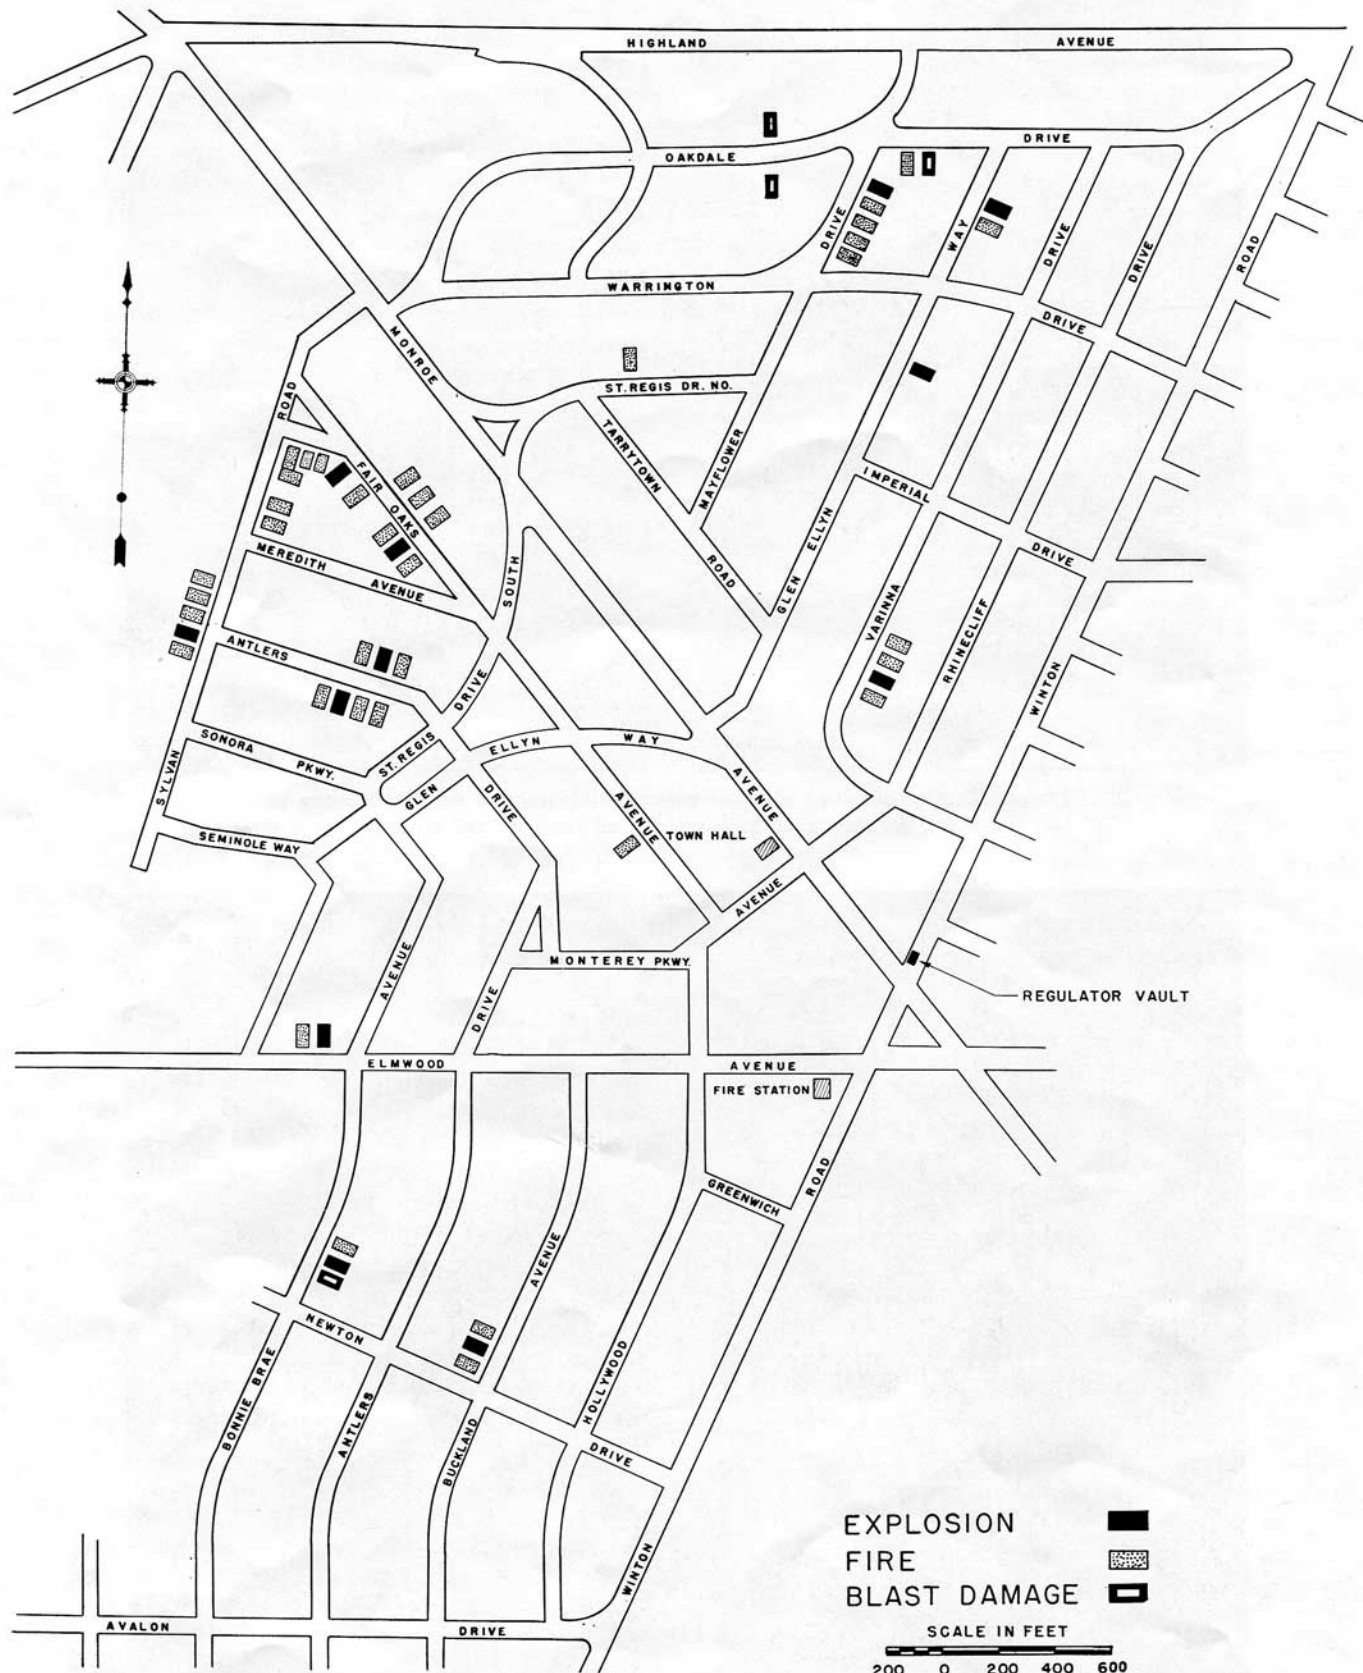 HIGHLAND
AVENUE
DRIVE
OAKDALE
DRIVE
WAY
DRIVE
DRIVE
ROAD
WARRINGTON
DRIVE
MONROE
ROAD
ST. REGIS DR. NO.
TARRYTOWN
MAYFLOWER
FAIR OAKS
IMPERIAL
GLEN ELLYN
MEREDITH AVENUE
SOUTH
ROAD
DRIVE
ANTLERS
VARINNA
RHINECLIFF
WINTON
DRIVE
SONORA
PKWY.
ST. REGIS
ELLYN
WAY
SYLVAN
GLEN
DRIVE
AVENUE
AVENUE
SEMINOLE WAY
TOWN HALL
AVENUE
AVENUE
MONTEREY PKWY.
DRIVE
REGULATOR VAULT
ELMWOOD
AVENUE
FIRE STATION
ROAD
GREENWICH
AVENUE
NEWTON
HOLLYWOOD
BONNIE BRAE
ANTLERS
BUCKLAND
DRIVE
WINTON
EXPLOSION
FIRE
BLAST DAMAGE
SCALE IN FEET
200 0 200 400 600
AVALON
DRIVE